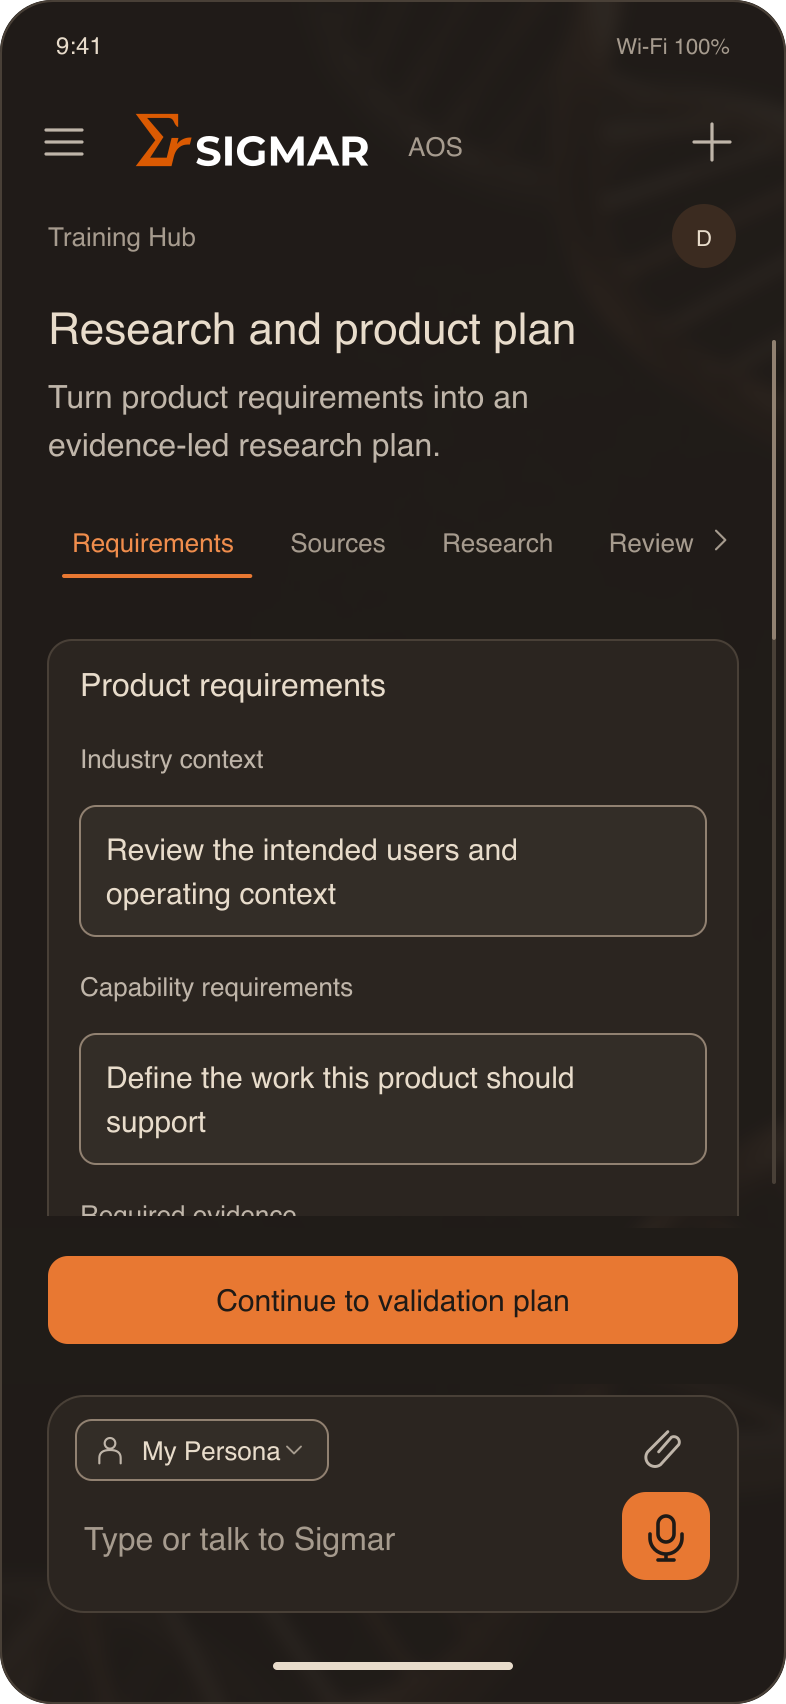 9:41
Wi-Fi 100%
Σr SIGMAR AOS
Training Hub
D
Research and product plan
Turn product requirements into an
evidence-led research plan.
Requirements Sources Research Review
Product requirements
Industry context
Review the intended users and
operating context
Capability requirements
Define the work this product should
support
Required evidence
Continue to validation plan
My Persona
Type or talk to Sigmar